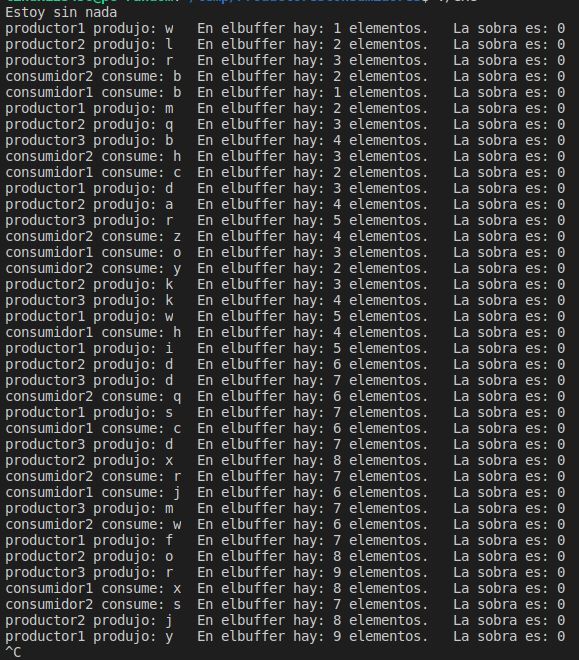 Estoy sin nada
productor1 produjo: w En elbuffer hay: 1 elementos. La sobra es: 0
productor2 produjo: l En elbuffer hay: 2 elementos. La sobra es: 0
productor3 produjo: r En elbuffer hay: 3 elementos. La sobra es: 0
consumidor2 consume: b En elbuffer hay: 2 elementos. La sobra es: 0
consumidor1 consume: b En elbuffer hay: 1 elementos. La sobra es: 0
productor1 produjo: m En elbuffer hay: 2 elementos. La sobra es: 0
productor2 produjo: q En elbuffer hay: 3 elementos. La sobra es: 0
productor3 produjo: b En elbuffer hay: 4 elementos. La sobra es: 0
consumidor2 consume: h En elbuffer hay: 3 elementos. La sobra es: 0
consumidor1 consume: c En elbuffer hay: 2 elementos. La sobra es: 0
productor1 produjo: d En elbuffer hay: 3 elementos. La sobra es: 0
productor2 produjo: a En elbuffer hay: 4 elementos. La sobra es: 0
productor3 produjo: r En elbuffer hay: 5 elementos. La sobra es: 0
consumidor2 consume: z En elbuffer hay: 4 elementos. La sobra es: 0
consumidor1 consume: o En elbuffer hay: 3 elementos. La sobra es: 0
consumidor2 consume: y En elbuffer hay: 2 elementos. La sobra es: 0
productor2 produjo: k En elbuffer hay: 3 elementos. La sobra es: 0
productor3 produjo: k En elbuffer hay: 4 elementos. La sobra es: 0
productor1 produjo: w En elbuffer hay: 5 elementos. La sobra es: 0
consumidor1 consume: h En elbuffer hay: 4 elementos. La sobra es: 0
productor1 produjo: i En elbuffer hay: 5 elementos. La sobra es: 0
productor2 produjo: d En elbuffer hay: 6 elementos. La sobra es: 0
productor3 produjo: d En elbuffer hay: 7 elementos. La sobra es: 0
consumidor2 consume: q En elbuffer hay: 6 elementos. La sobra es: 0
productor1 produjo: s En elbuffer hay: 7 elementos. La sobra es: 0
consumidor1 consume: c En elbuffer hay: 6 elementos. La sobra es: 0
productor3 produjo: d En elbuffer hay: 7 elementos. La sobra es: 0
productor2 produjo: x En elbuffer hay: 8 elementos. La sobra es: 0
consumidor2 consume: r En elbuffer hay: 7 elementos. La sobra es: 0
consumidor1 consume: j En elbuffer hay: 6 elementos. La sobra es: 0
productor3 produjo: m En elbuffer hay: 7 elementos. La sobra es: 0
consumidor2 consume: w En elbuffer hay: 6 elementos. La sobra es: 0
productor1 produjo: f En elbuffer hay: 7 elementos. La sobra es: 0
productor2 produjo: o En elbuffer hay: 8 elementos. La sobra es: 0
productor3 produjo: r En elbuffer hay: 9 elementos. La sobra es: 0
consumidor1 consume: x En elbuffer hay: 8 elementos. La sobra es: 0
consumidor2 consume: s En elbuffer hay: 7 elementos. La sobra es: 0
productor2 produjo: j En elbuffer hay: 8 elementos. La sobra es: 0
productor1 produjo: y En elbuffer hay: 9 elementos. La sobra es: 0
^C